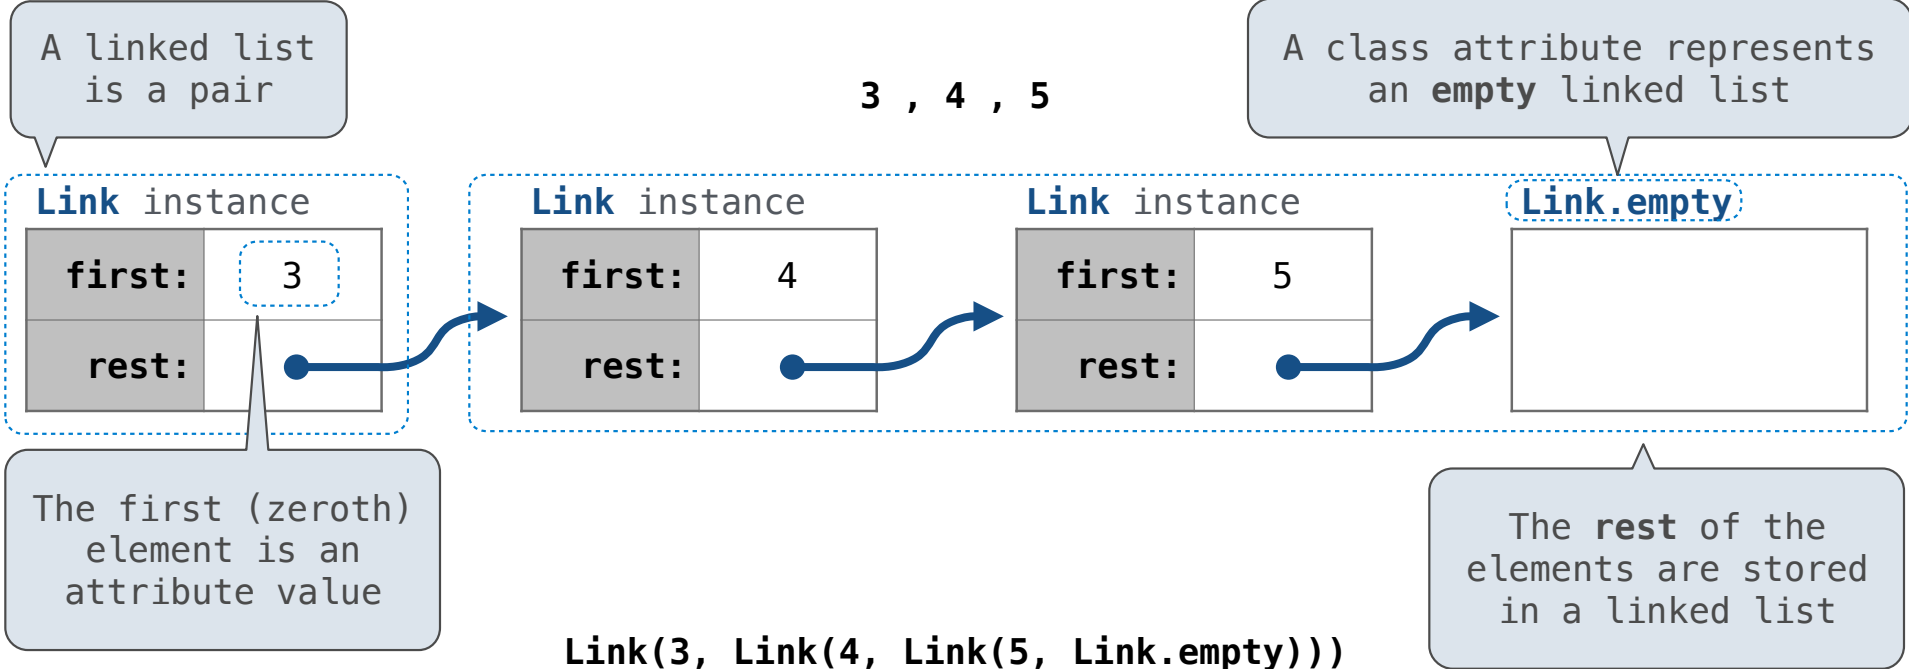 A linked list
is a pair
3 , 4 , 5
A class attribute represents
an empty linked list
Link instance
first: 3
rest:
Link instance
first: 4
rest:
Link instance
first: 5
rest:
Link.empty
The first (zeroth)
element is an
attribute value
The rest of the
elements are stored
in a linked list
Link(3, Link(4, Link(5, Link.empty)))